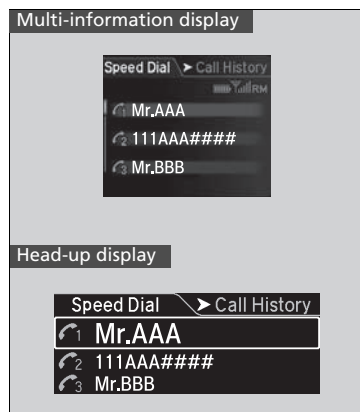 Multi-information display
Speed Dial ➤ Call History
RM
1 Mr.AAA
2 111AAA####
3 Mr.BBB
Head-up display
Speed Dial ➤ Call History
1 Mr.AAA
2 111AAA####
3 Mr.BBB